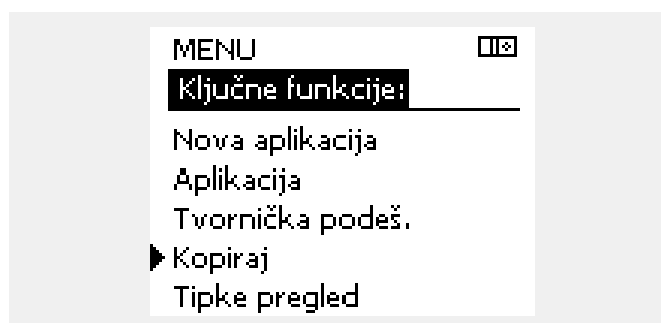 MENU
Ključne funkcije:
Nova aplikacija
Aplikacija
Tvornička podeš.
Kopiraj
Tipke pregled